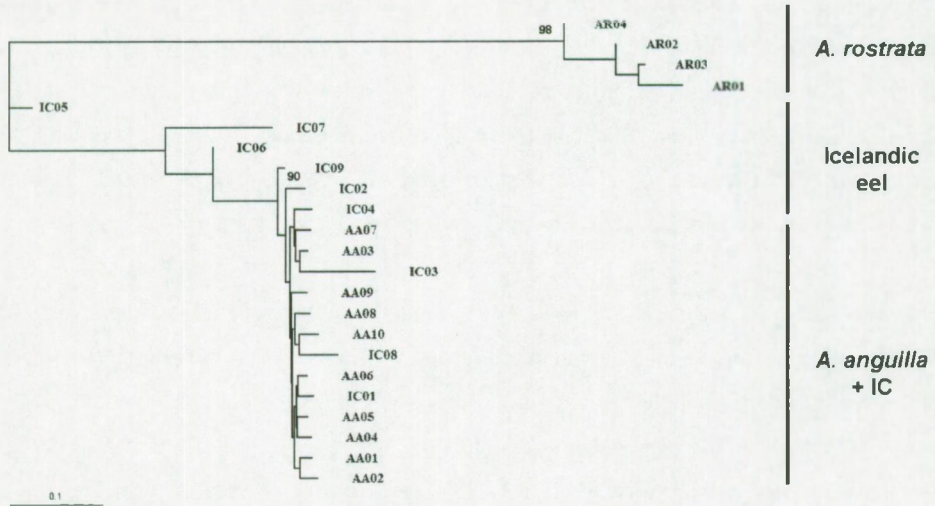 98
AR04
AR02
AR03
AR01
A. rostrata
IC05
IC07
IC06
IC09
90
IC02
IC04
Icelandic
eel
AA07
AA03
IC03
AA09
AA08
AA10
IC08
AA06
IC01
AA05
AA04
AA01
AA02
A. anguilla
+ IC
0.1